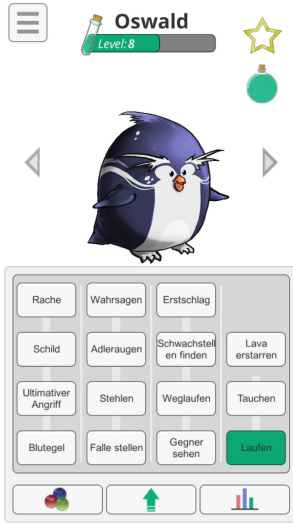 Oswald
Level: 8
Rache
Wahrsagen
Erstschlag
Schild
Adleraugen
Schwachstell
en finden
Lava
erstarren
Ultimativer
Angriff
Stehlen
Weglaufen
Tauchen
Blutegel
Falle stellen
Gegner
sehen
Laufen